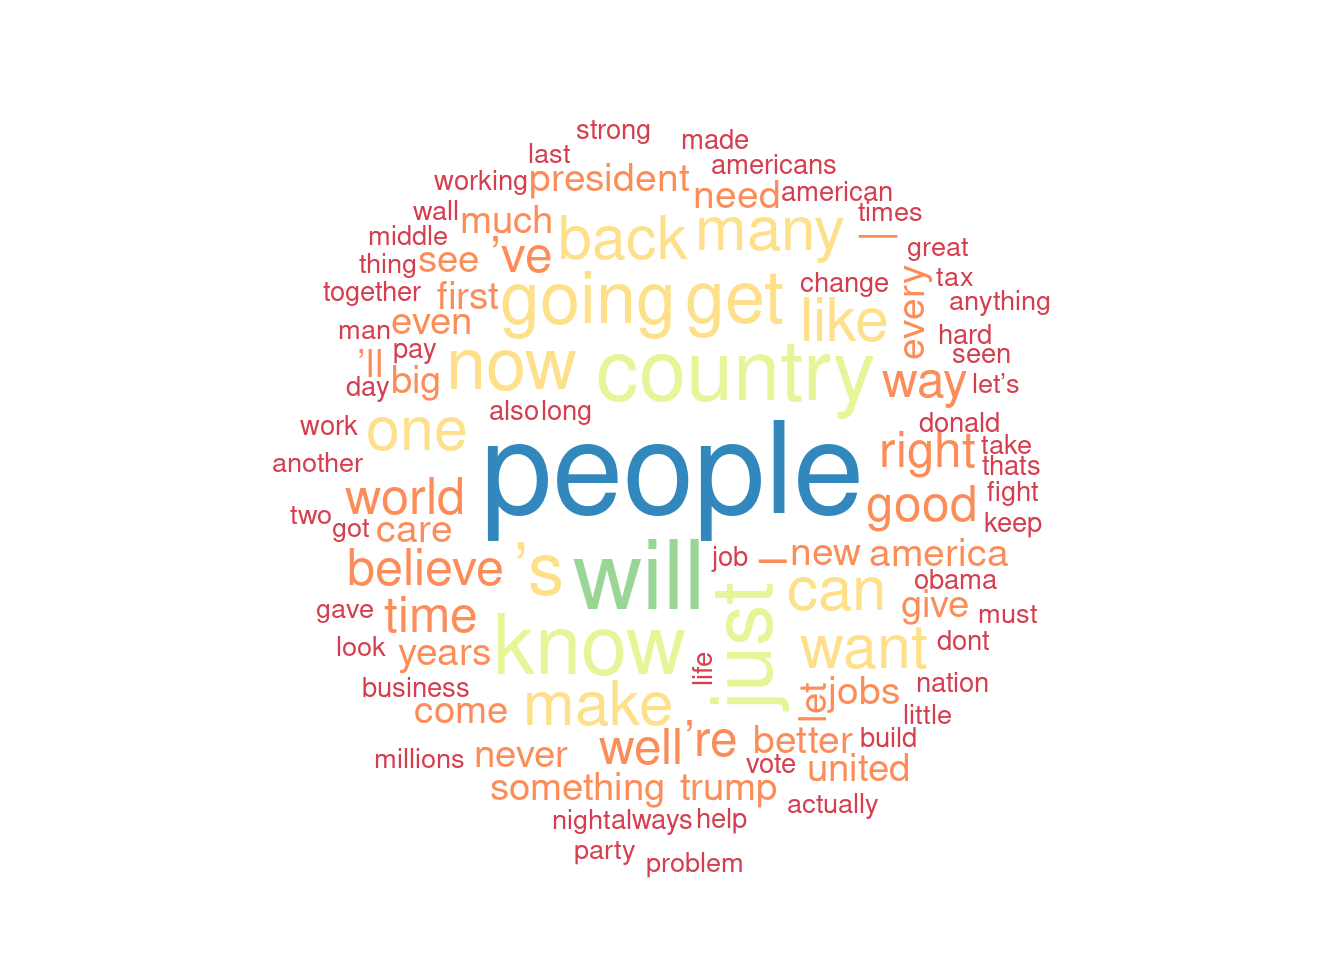 strong
made
last
americans
working
president
need
american
wall
much
back
many
—
times
middle
great
thing
see
’ve
going
get
change
every
tax
together
first
like
anything
man
even
now
country
hard
’ll
pay
seen
day
big
way
let’s
also
long
one
donald
work
people
right
take
another
thats
world
good
fight
two
got
care
keep
believe
’s
will
job
–
new
america
just
can
obama
gave
time
know
give
must
look
years
want
dont
life
business
make
let
jobs
nation
come
little
millions
never
well
’re
better
build
vote
united
something
trump
actually
night
always
help
party
problem